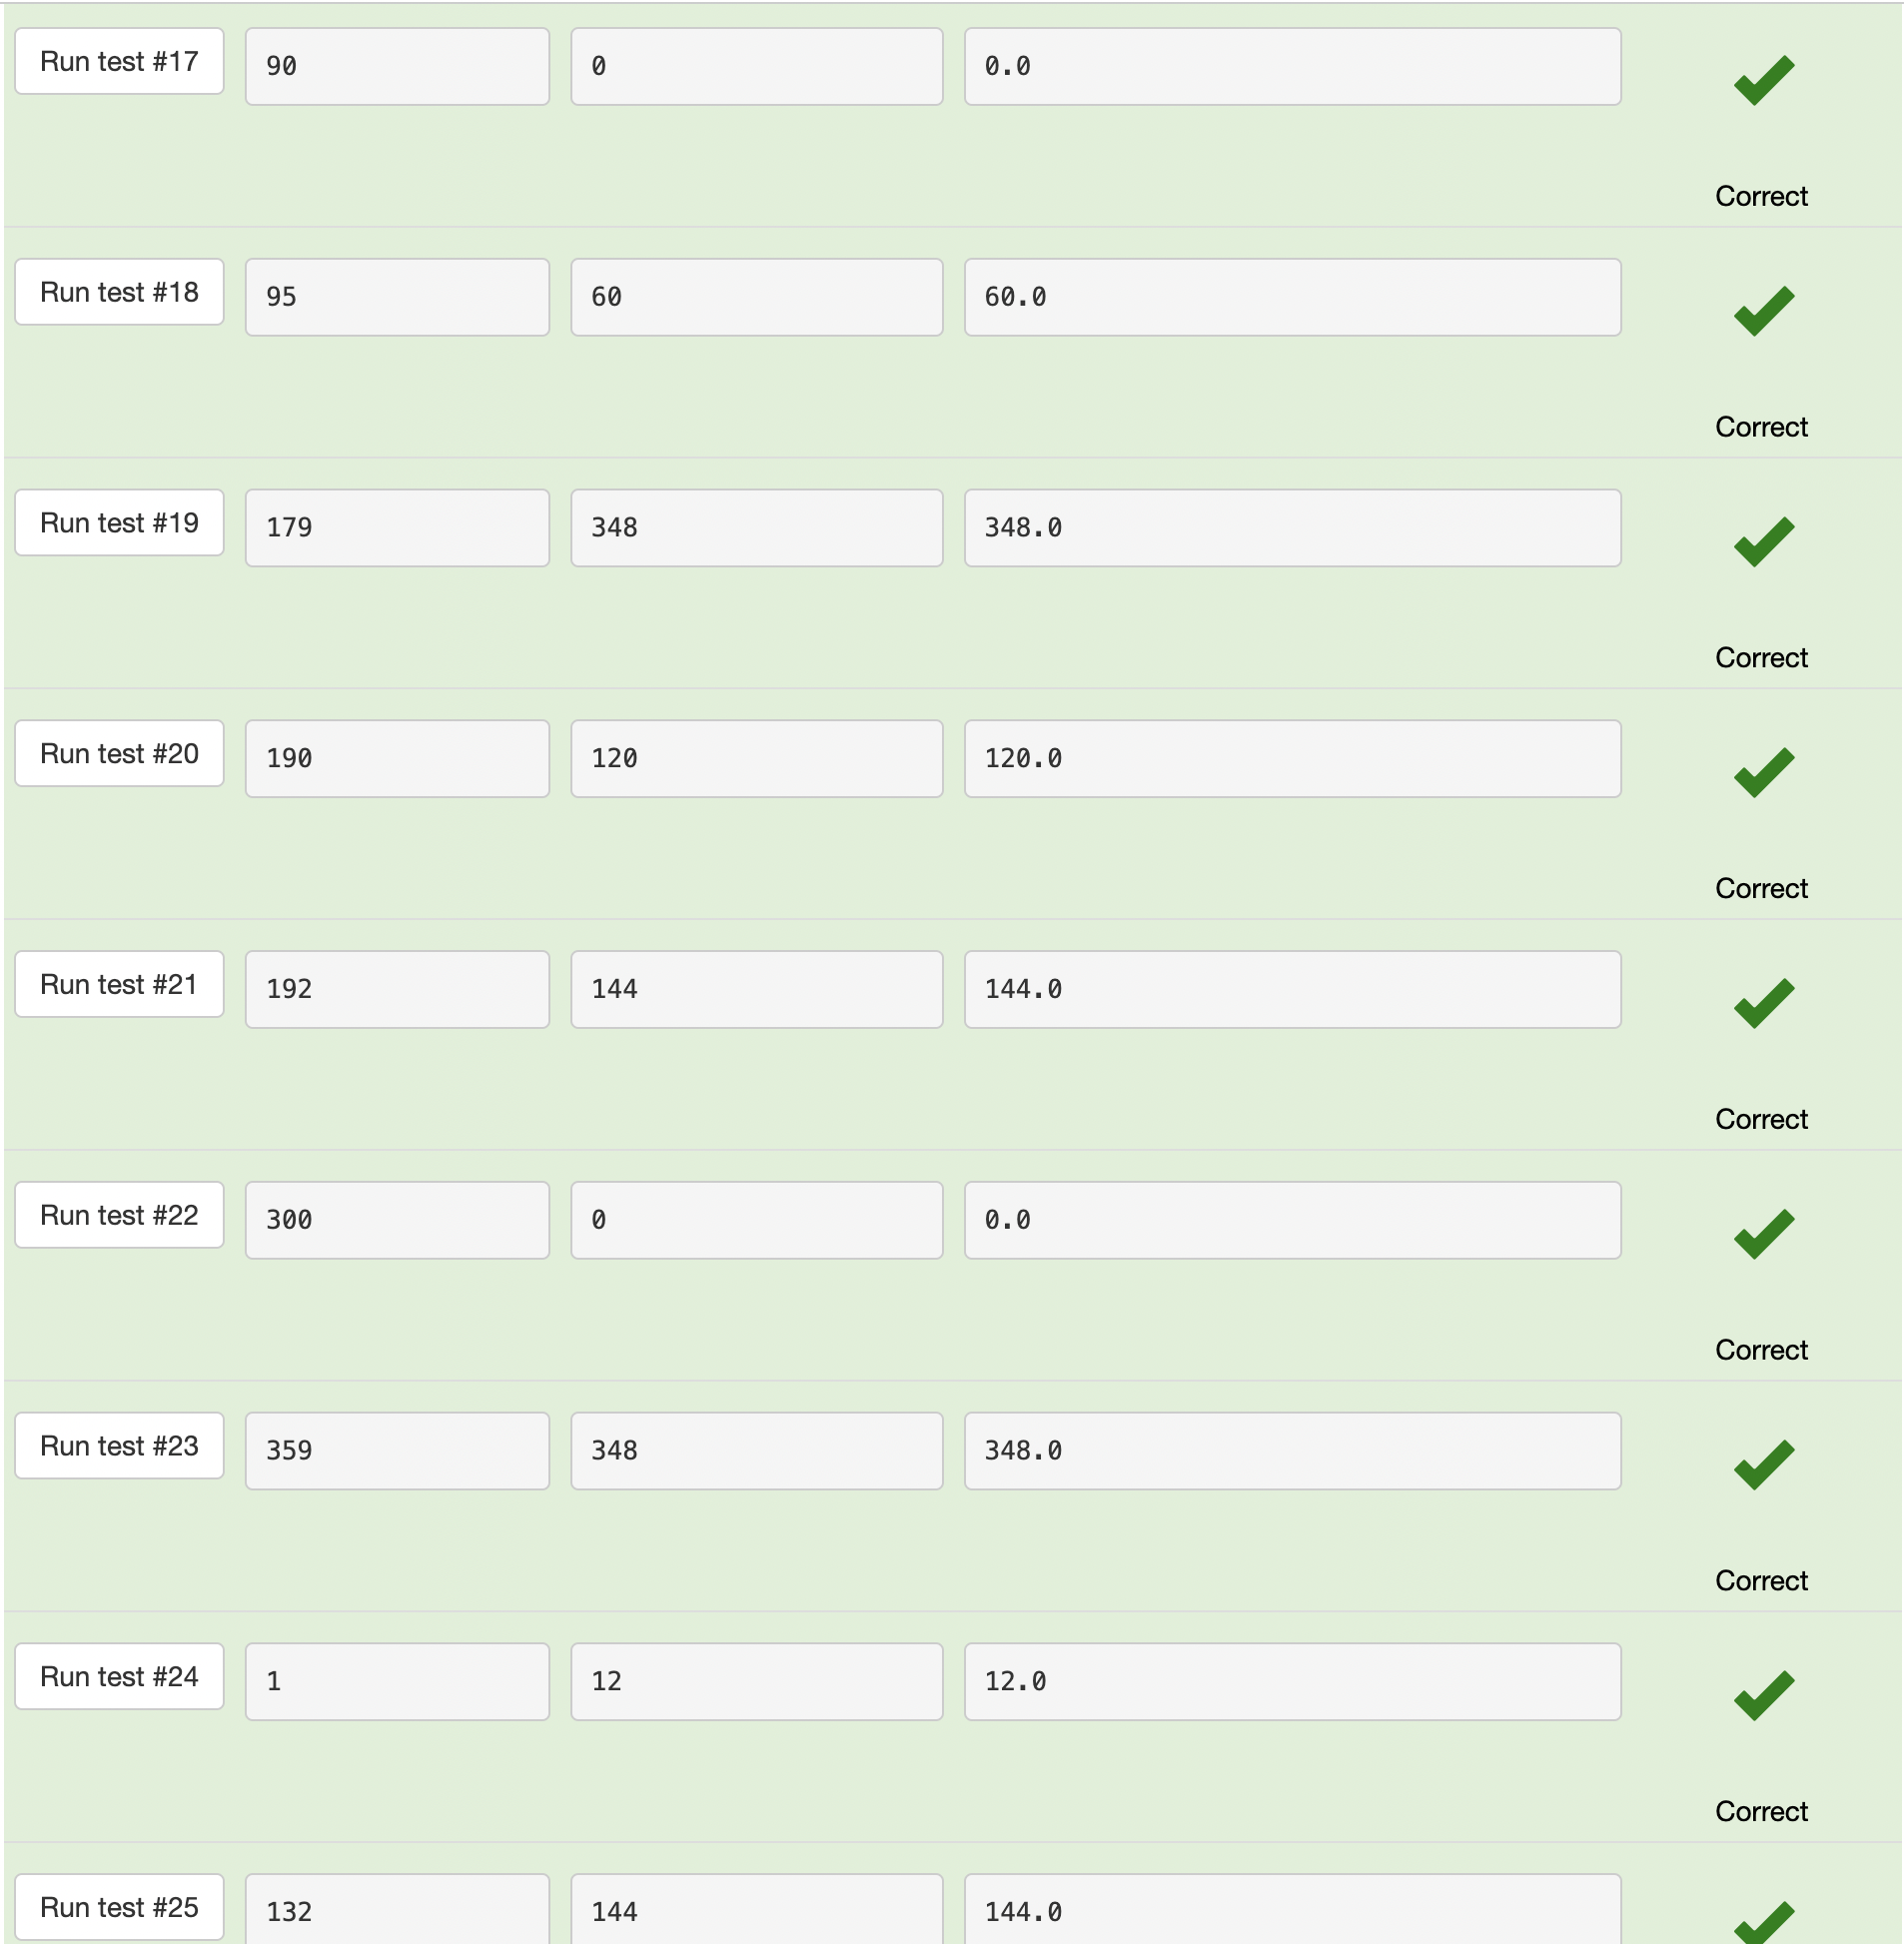 Run test #17 90 0 0.0
Correct
Run test #18 95 60 60.0
Correct
Run test #19 179 348 348.0
Correct
Run test #20 190 120 120.0
Correct
Run test #21 192 144 144.0
Correct
Run test #22 300 0 0.0
Correct
Run test #23 359 348 348.0
Correct
Run test #24 1 12 12.0
Correct
Run test #25 132 144 144.0